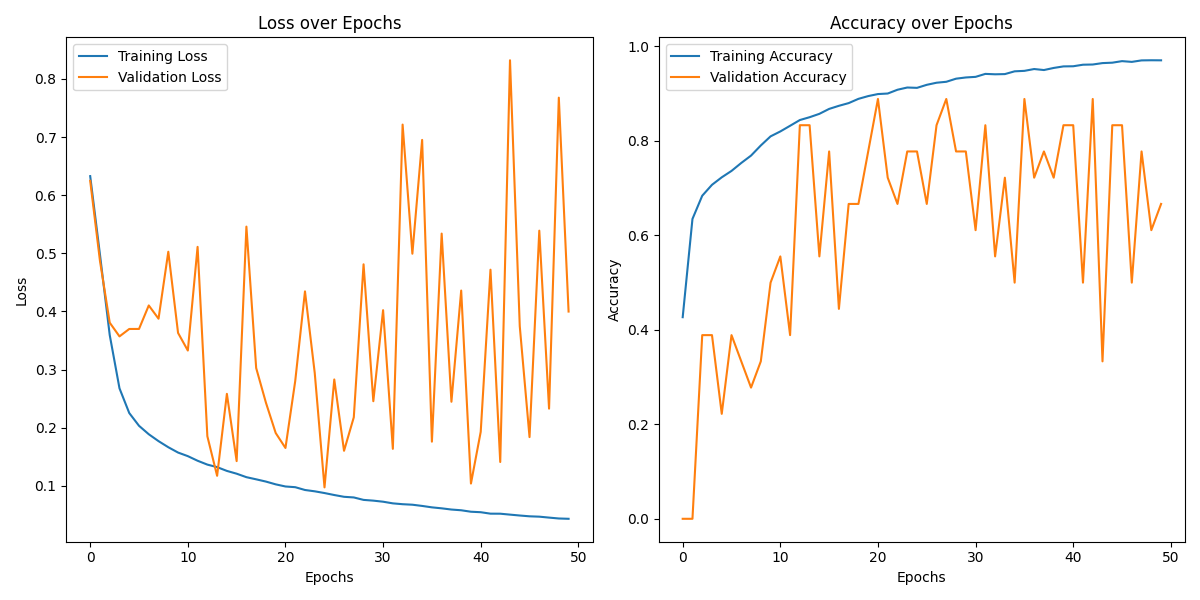 Loss over Epochs
Training Loss
Validation Loss
Loss
0.8
0.7
0.6
0.5
0.4
0.3
0.2
0.1
0 10 20 30 40 50
Epochs
Accuracy over Epochs
Training Accuracy
Validation Accuracy
Accuracy
1.0
0.8
0.6
0.4
0.2
0.0
0 10 20 30 40 50
Epochs